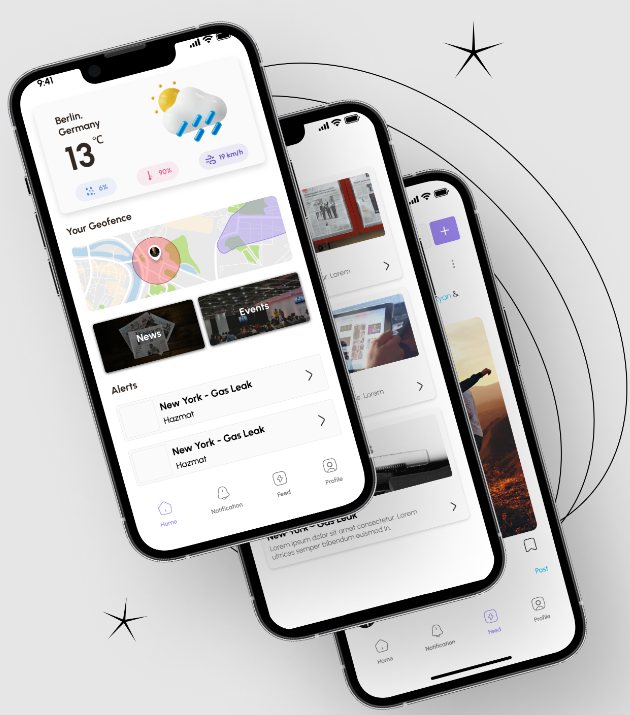 9:41
Berlin,
Germany
13
°C
6%
90%
19 km/h
Your Geofence
News
Events
Alerts
New York - Gas Leak
Hazmat
New York - Gas Leak
Hazmat
Home
Notification
Feed
Profile
Lorem
Lorem
New York - Gas Leak
Lorem ipsum dolor sit amet consectetur. Lorem
ultrices semper bibendum euismod in.
&
Post
Home
Notification
Feed
Profile